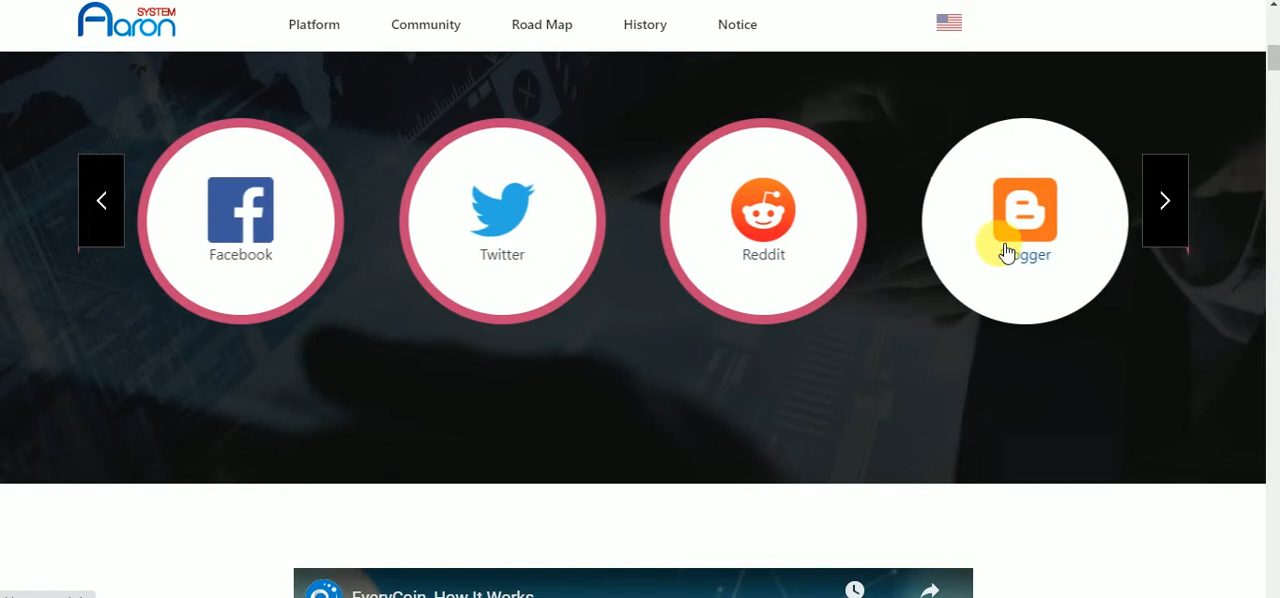 Aaron SYSTEM
Platform Community Road Map History Notice
Facebook Twitter Reddit
EveryCoin, How It Works